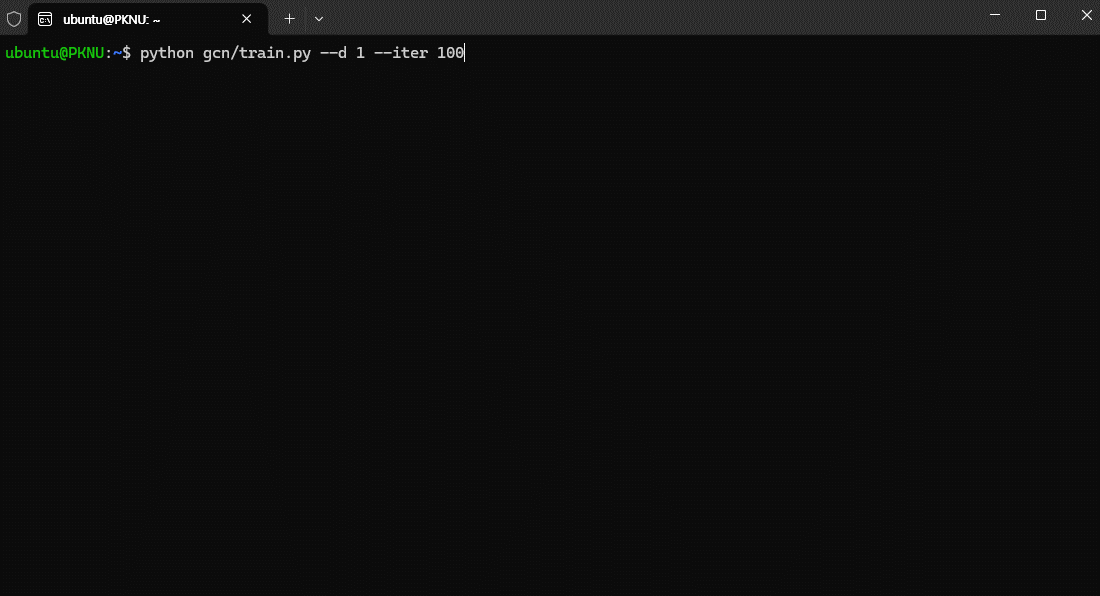 ubuntu@PKNU: ~
ubuntu@PKNU:~$ python gcn/train.py --d 1 --iter 100